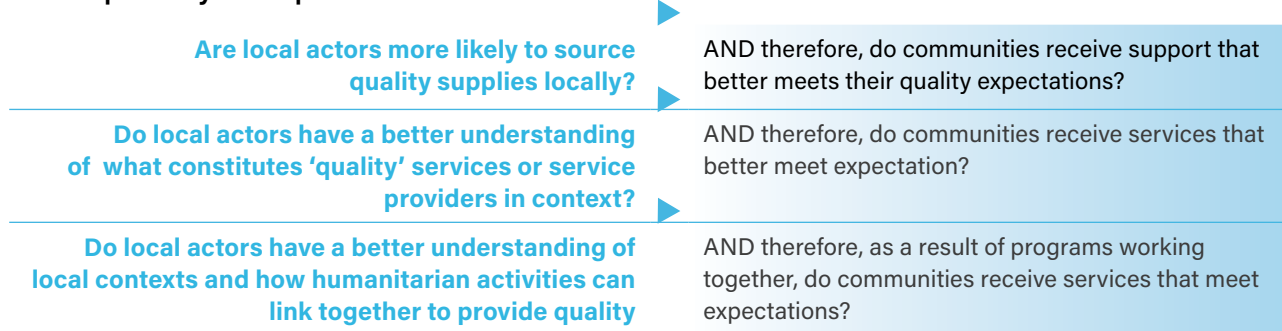 Are local actors more likely to source
quality supplies locally?
AND therefore, do communities receive support that
better meets their quality expectations?
Do local actors have a better understanding
of what constitutes ‘quality’ services or service
providers in context?
AND therefore, do communities receive services that
better meet expectation?
Do local actors have a better understanding of
local contexts and how humanitarian activities can
link together to provide quality
AND therefore, as a result of programs working
together, do communities receive services that meet
expectations?